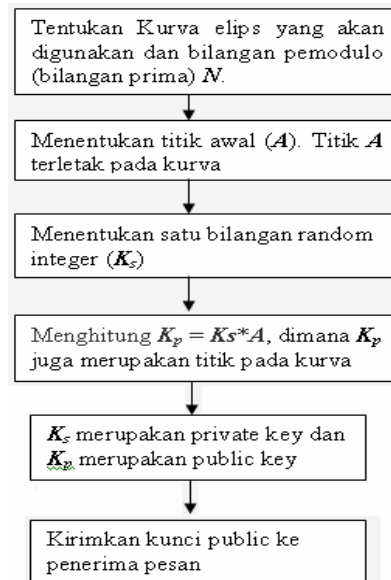 Tentukan Kurva elips yang akan
digunakan dan bilangan pemodulo
(bilangan prima) N.
Menentukan titik awal (A). Titik A
terletak pada kurva
Menentukan satu bilangan random
integer (Ks)
Menghitung Kp = Ks*A, dimana Kp
juga merupakan titik pada kurva
Ks merupakan private key dan
Kp merupakan public key
Kirimkan kunci public ke
penerima pesan